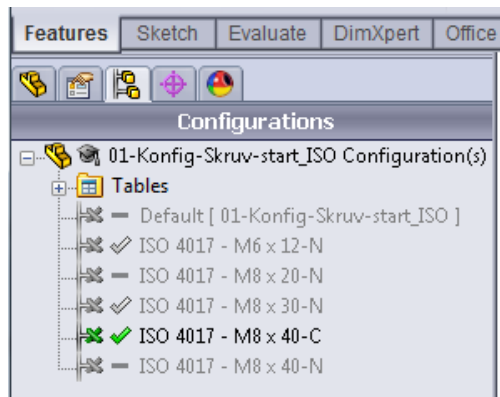 Features Sketch Evaluate DimXpert Office
Configurations
01-Konfig-Skruv-start_ISO Configuration(s)
Tables
Default [ 01-Konfig-Skruv-start_ISO ]
ISO 4017 - M6 x 12-N
ISO 4017 - M8 x 20-N
ISO 4017 - M8 x 30-N
ISO 4017 - M8 x 40-C
ISO 4017 - M8 x 40-N